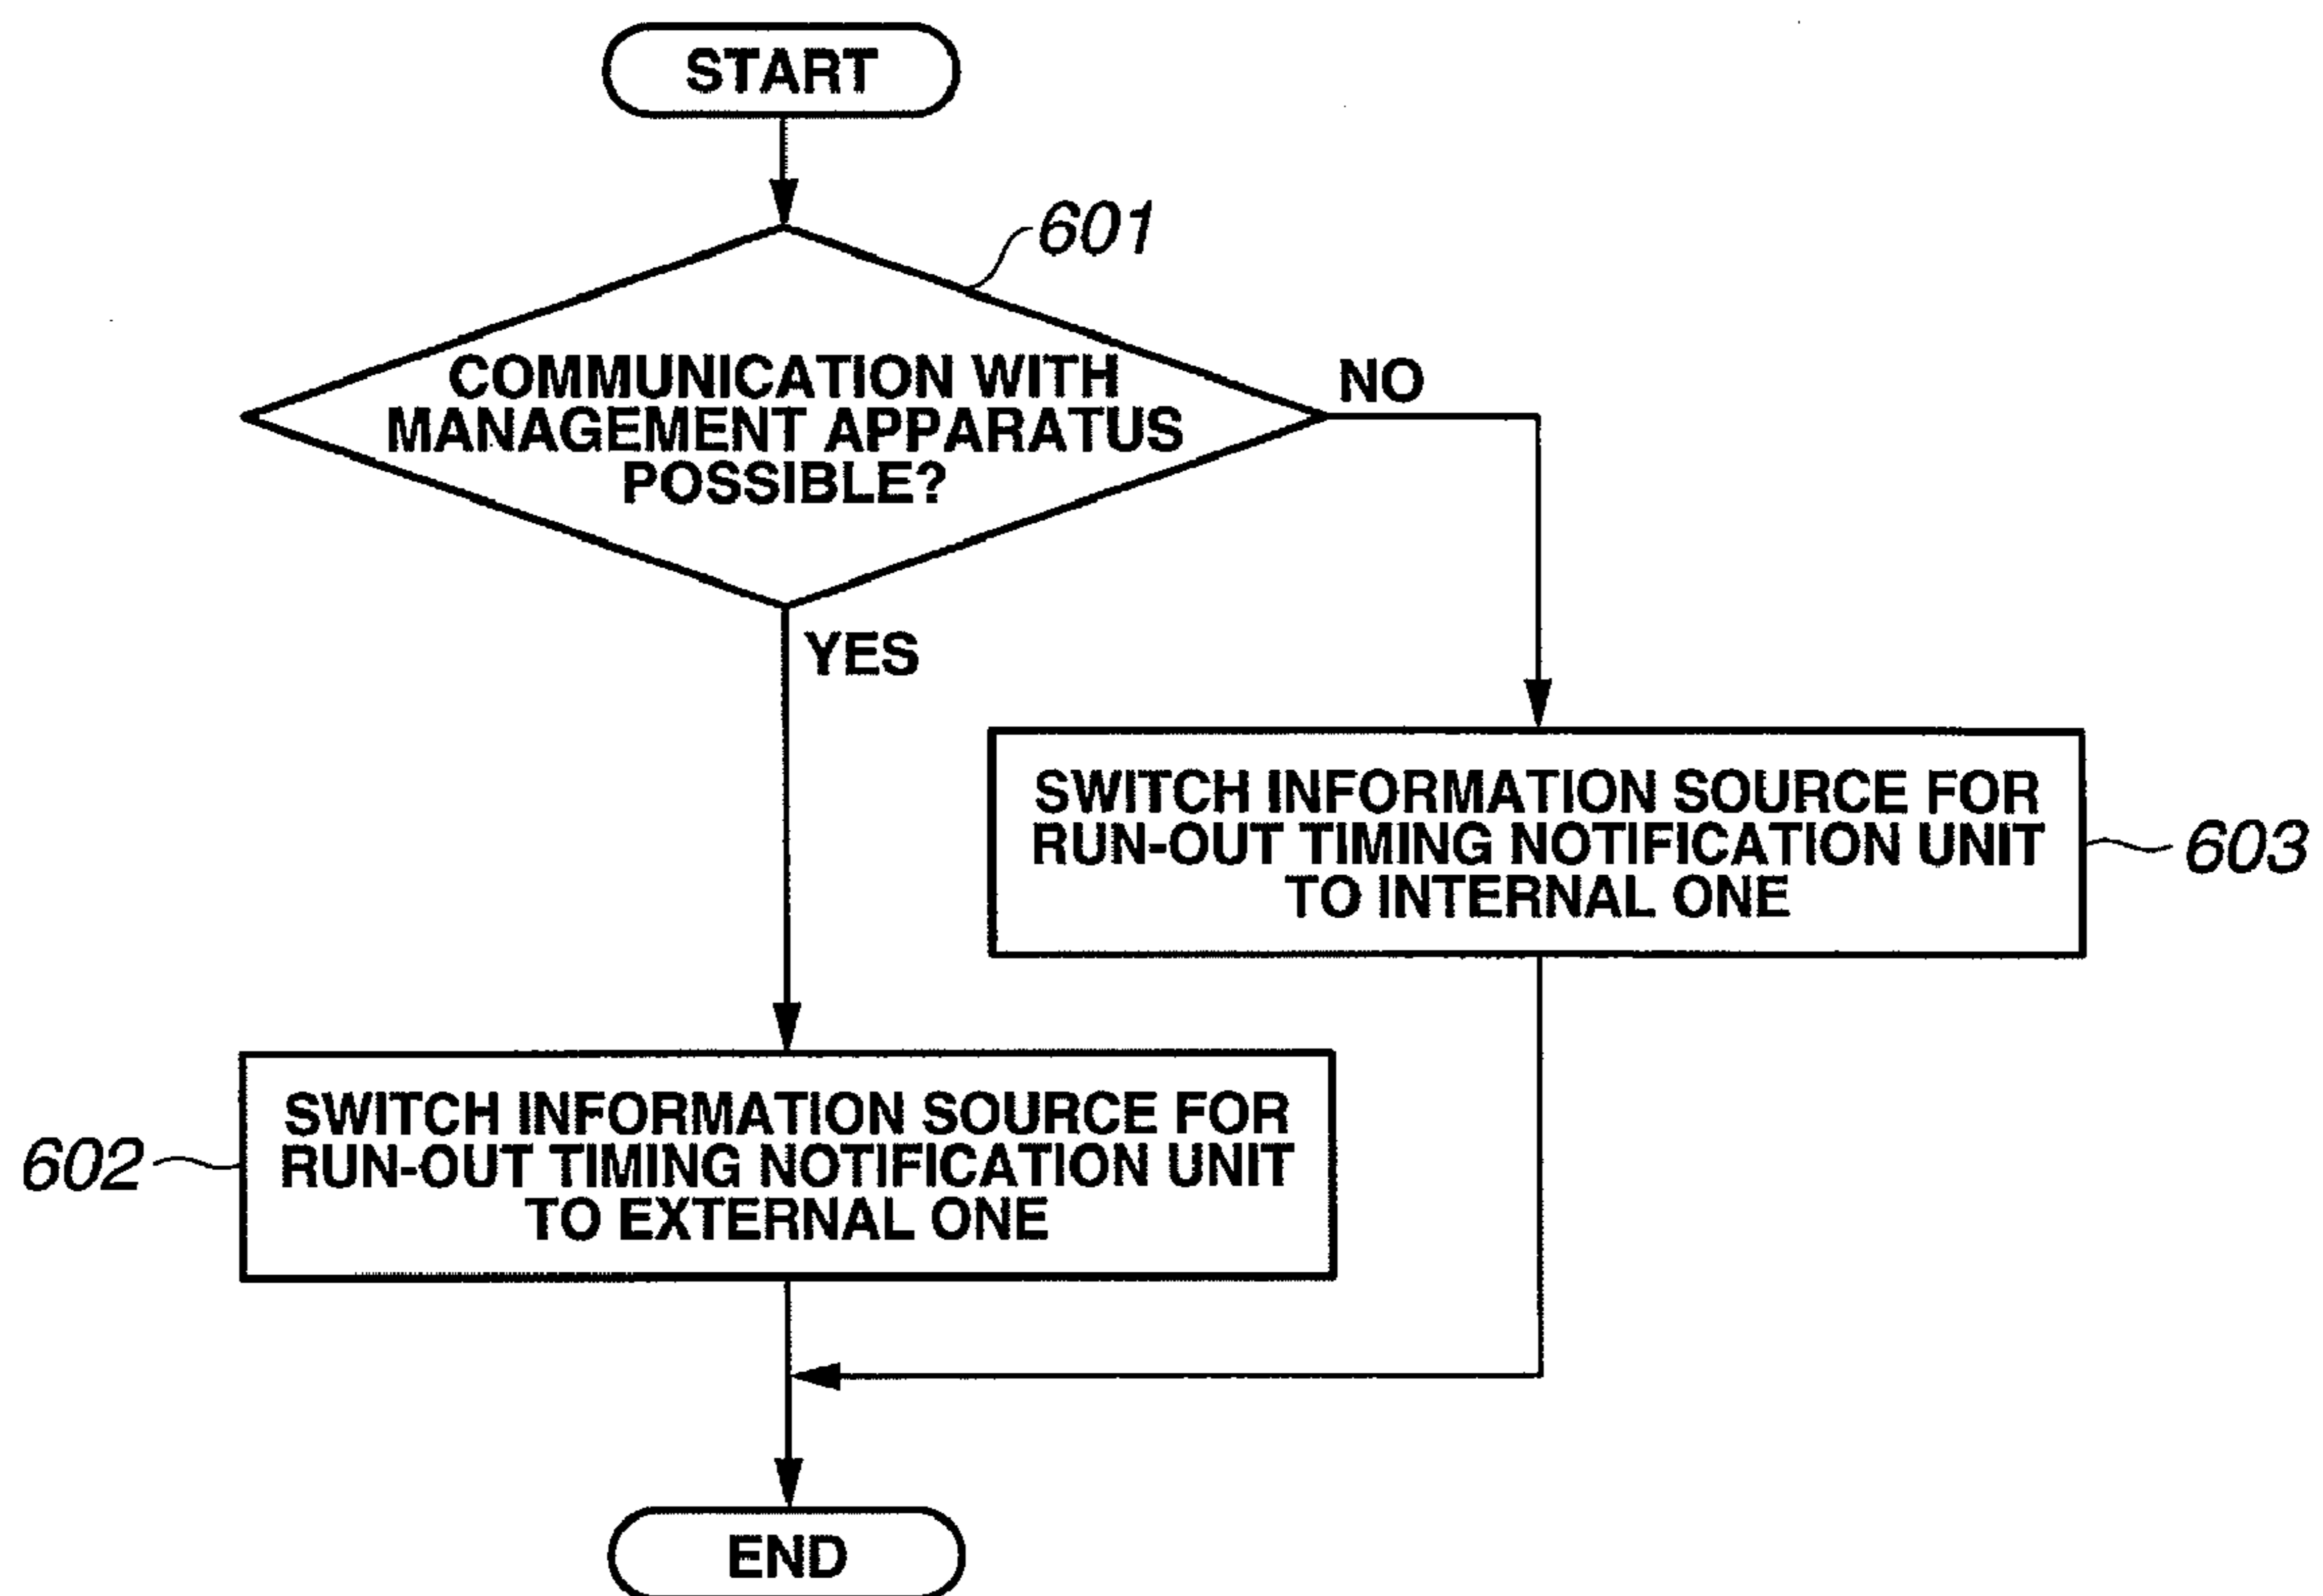 START
601
COMMUNICATION WITH
MANAGEMENT APPARATUS
POSSIBLE?
NO
YES
SWITCH INFORMATION SOURCE FOR
RUN-OUT TIMING NOTIFICATION UNIT
TO INTERNAL ONE
603
602
SWITCH INFORMATION SOURCE FOR
RUN-OUT TIMING NOTIFICATION UNIT
TO EXTERNAL ONE
END